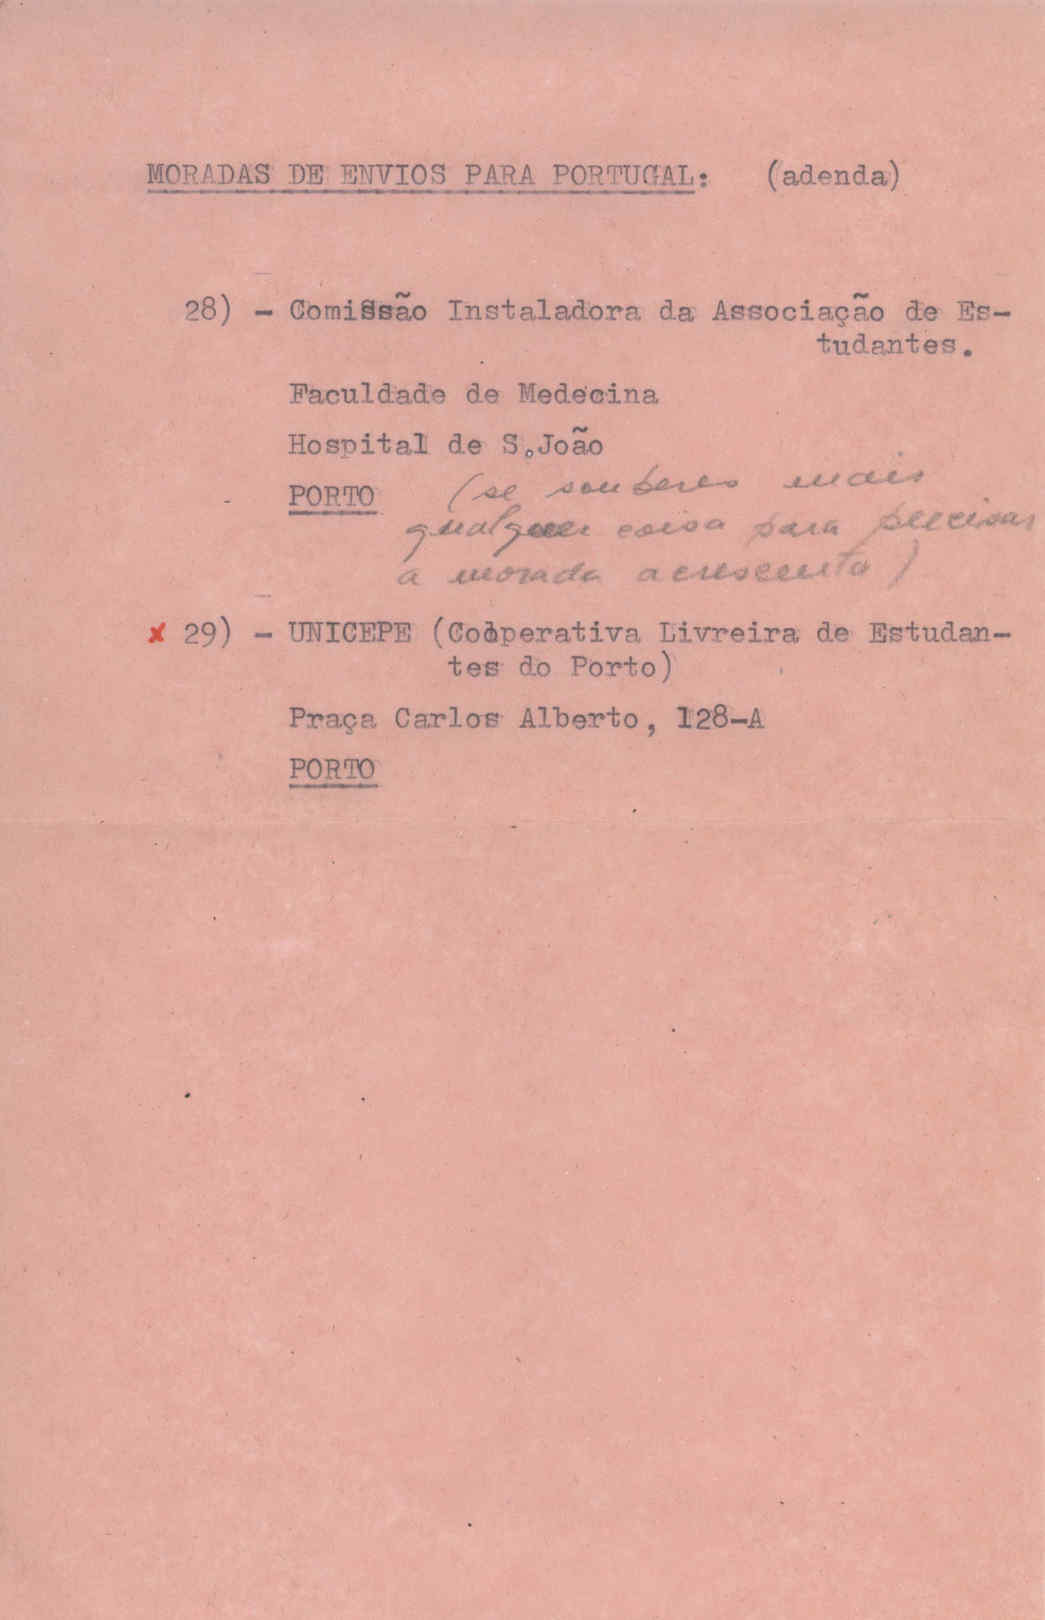 MORADAS DE ENVIOS PARA PORTUGAL: (adenda)
28) - Comissão Instaladora da Associação de Es-
tudantes.
Faculdade de Medecina
Hospital de S.João
PORTO (se souberes mais
qualquer coisa para precisar
a morada acrescenta)
x 29) - UNICEPE (Coòperativa Livreira de Estudan-
tes do Porto)
Praça Carlos Alberto, 128-A
PORTO